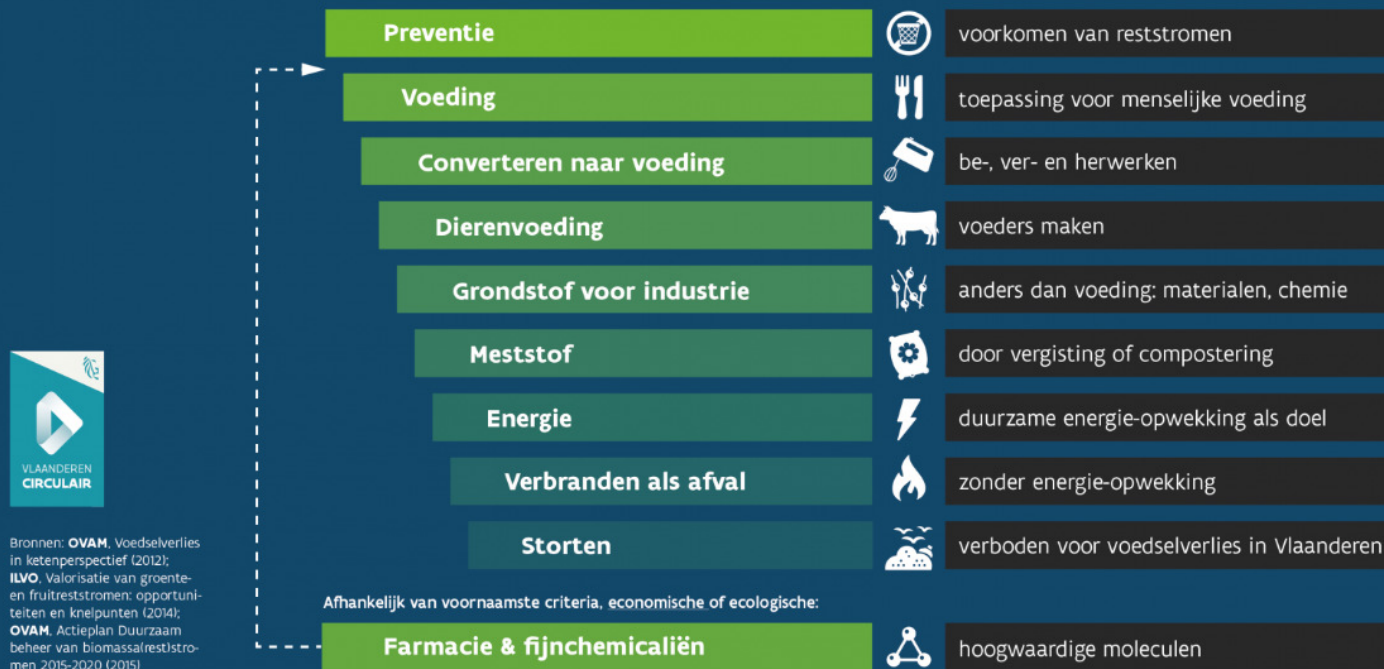 Preventie
voorkomen van reststromen
Voeding
toepassing voor menselijke voeding
Converteren naar voeding
be-, ver- en herwerken
Dierenvoeding
voeders maken
Grondstof voor industrie
anders dan voeding: materialen, chemie
Meststof
door vergisting of compostering
Energie
duurzame energie-opwekking als doel
Verbranden als afval
zonder energie-opwekking
Storten
verboden voor voedselverlies in Vlaanderen
Afhankelijk van voornaamste criteria, economische of ecologische:
Farmacie & fijnchemicaliën
hoogwaardige moleculen
VLAANDEREN
CIRCULAIR
Bronnen: OVAM, Voedselverlies
in ketenperspectief (2012);
ILVO, Valorisatie van groente-
en fruitreststromen: opportuni-
teiten en knelpunten (2014);
OVAM, Actieplan Duurzaam
beheer van biomassa(rest)stro-
men 2015-2020 (2015)